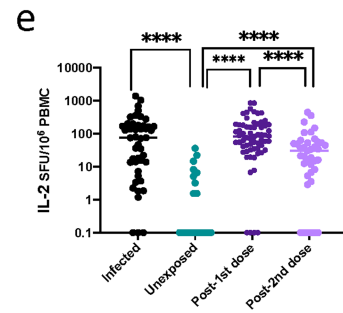 e
****
****
****
****
IL-2 SFU/10⁶ PBMC
10000
1000
100
10
1
0.1
Infected
Unexposed
Post-1st dose
Post-2nd dose